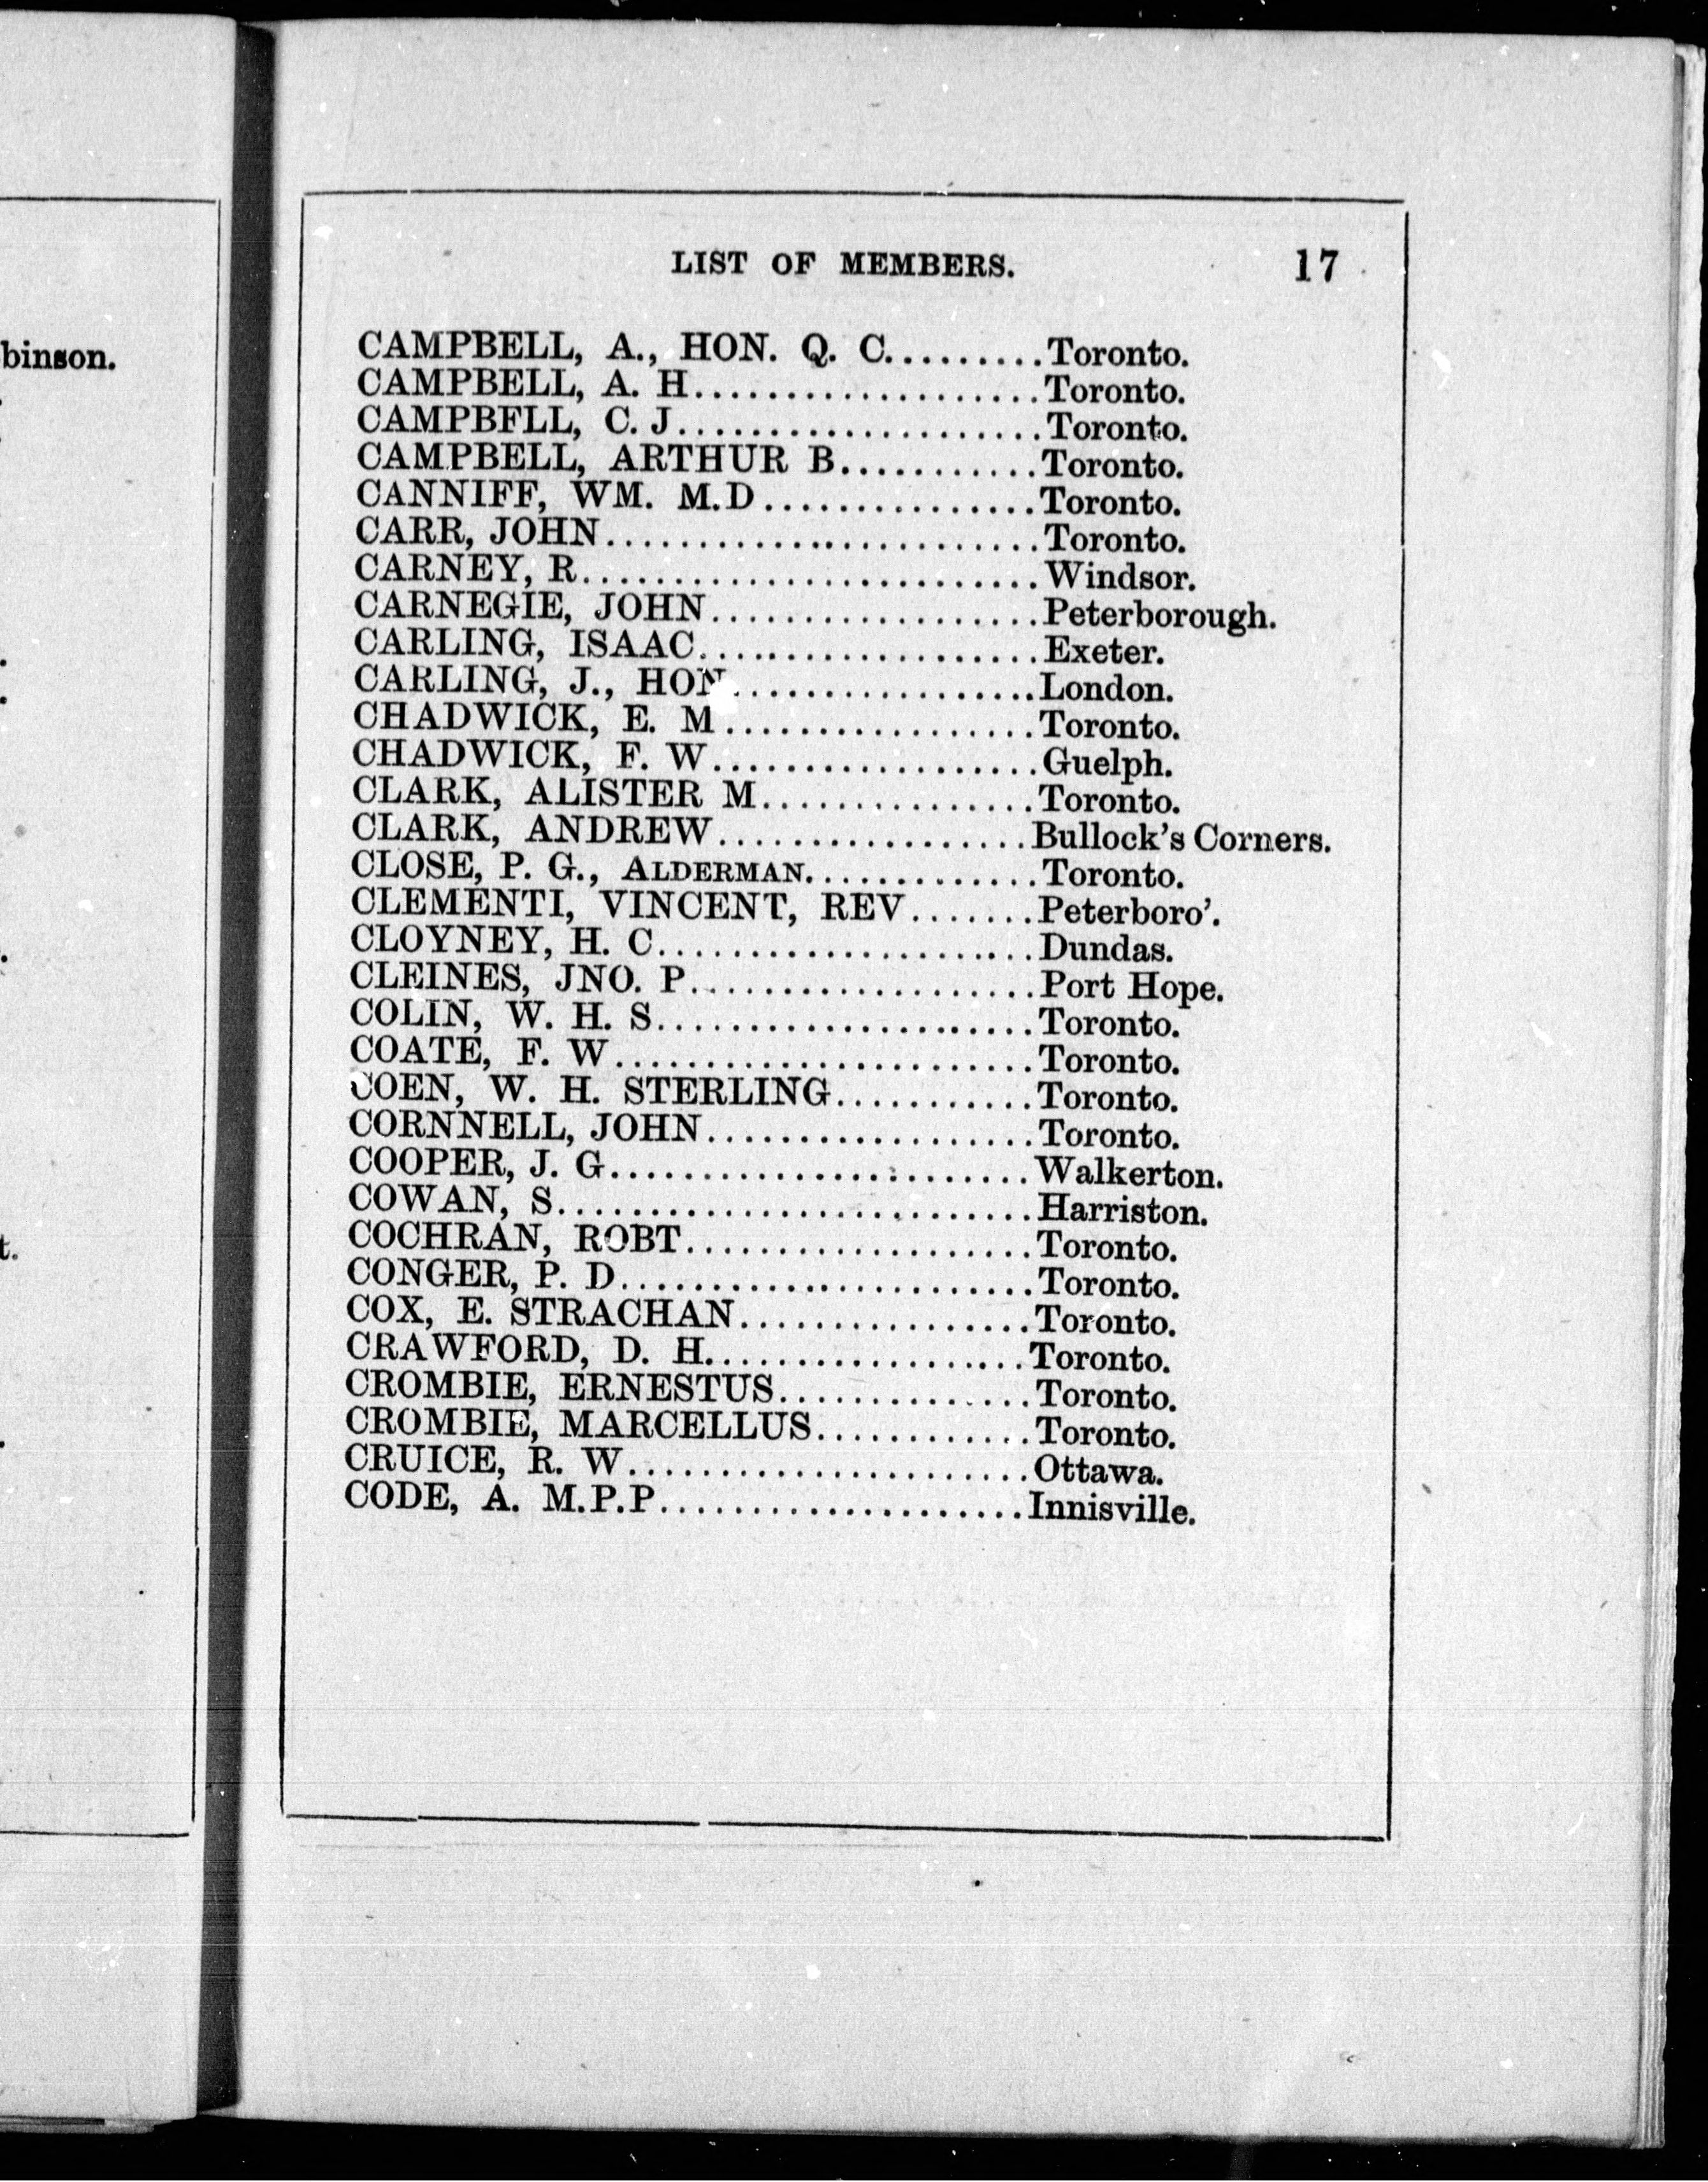 binson.
t.
LIST OF MEMBERS. 17
CAMPBELL, A., HON. Q. C.........Toronto.
CAMPBELL, A. H...................Toronto.
CAMPBFLL, C. J....................Toronto.
CAMPBELL, ARTHUR B...........Toronto.
CANNIFF, WM. M.D...............Toronto.
CARR, JOHN........................Toronto.
CARNEY, R.........................Windsor.
CARNEGIE, JOHN..................Peterborough.
CARLING, ISAAC...................Exeter.
CARLING, J., HON.................London.
CHADWICK, E. M.................Toronto.
CHADWICK, F. W..................Guelph.
CLARK, ALISTER M...............Toronto.
CLARK, ANDREW.................Bullock's Corners.
CLOSE, P. G., ALDERMAN.............Toronto.
CLEMENTI, VINCENT, REV.......Peterboro'.
CLOYNEY, H. C.....................Dundas.
CLEINES, JNO. P...................Port Hope.
COLIN, W. H. S.....................Toronto.
COATE, F. W.......................Toronto.
COEN, W. H. STERLING...........Toronto.
CORNNELL, JOHN..................Toronto.
COOPER, J. G.......................Walkerton.
COWAN, S..........................Harriston.
COCHRAN, ROBT...................Toronto.
CONGER, P. D.......................Toronto.
COX, E. STRACHAN................Toronto.
CRAWFORD, D. H..................Toronto.
CROMBIE, ERNESTUS..............Toronto.
CROMBIE, MARCELLUS............Toronto.
CRUICE, R. W......................Ottawa.
CODE, A. M.P.P....................Innisville.